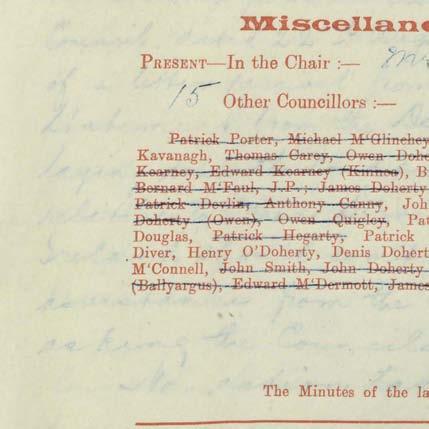 Miscellan
PRESENT—In the Chair :—
15 Other Councillors :—
Patrick Porter, Michael M'Glinchey
Kavanagh, Thomas Carey, Owen Dohe
Kearney, Edward Kearney (Kinnea), B
Bernard M'Faul, J.P.; James Doherty
Patrick Devlin, Anthony Canny, Joh
Doherty (Owen), Owen Quigley, Pat
Douglas, Patrick Hegarty, Patrick
Diver, Henry O'Doherty, Denis Dohert
M'Connell, John Smith, John Doherty
(Ballyargus), Edward M'Dermott, James
The Minutes of the la